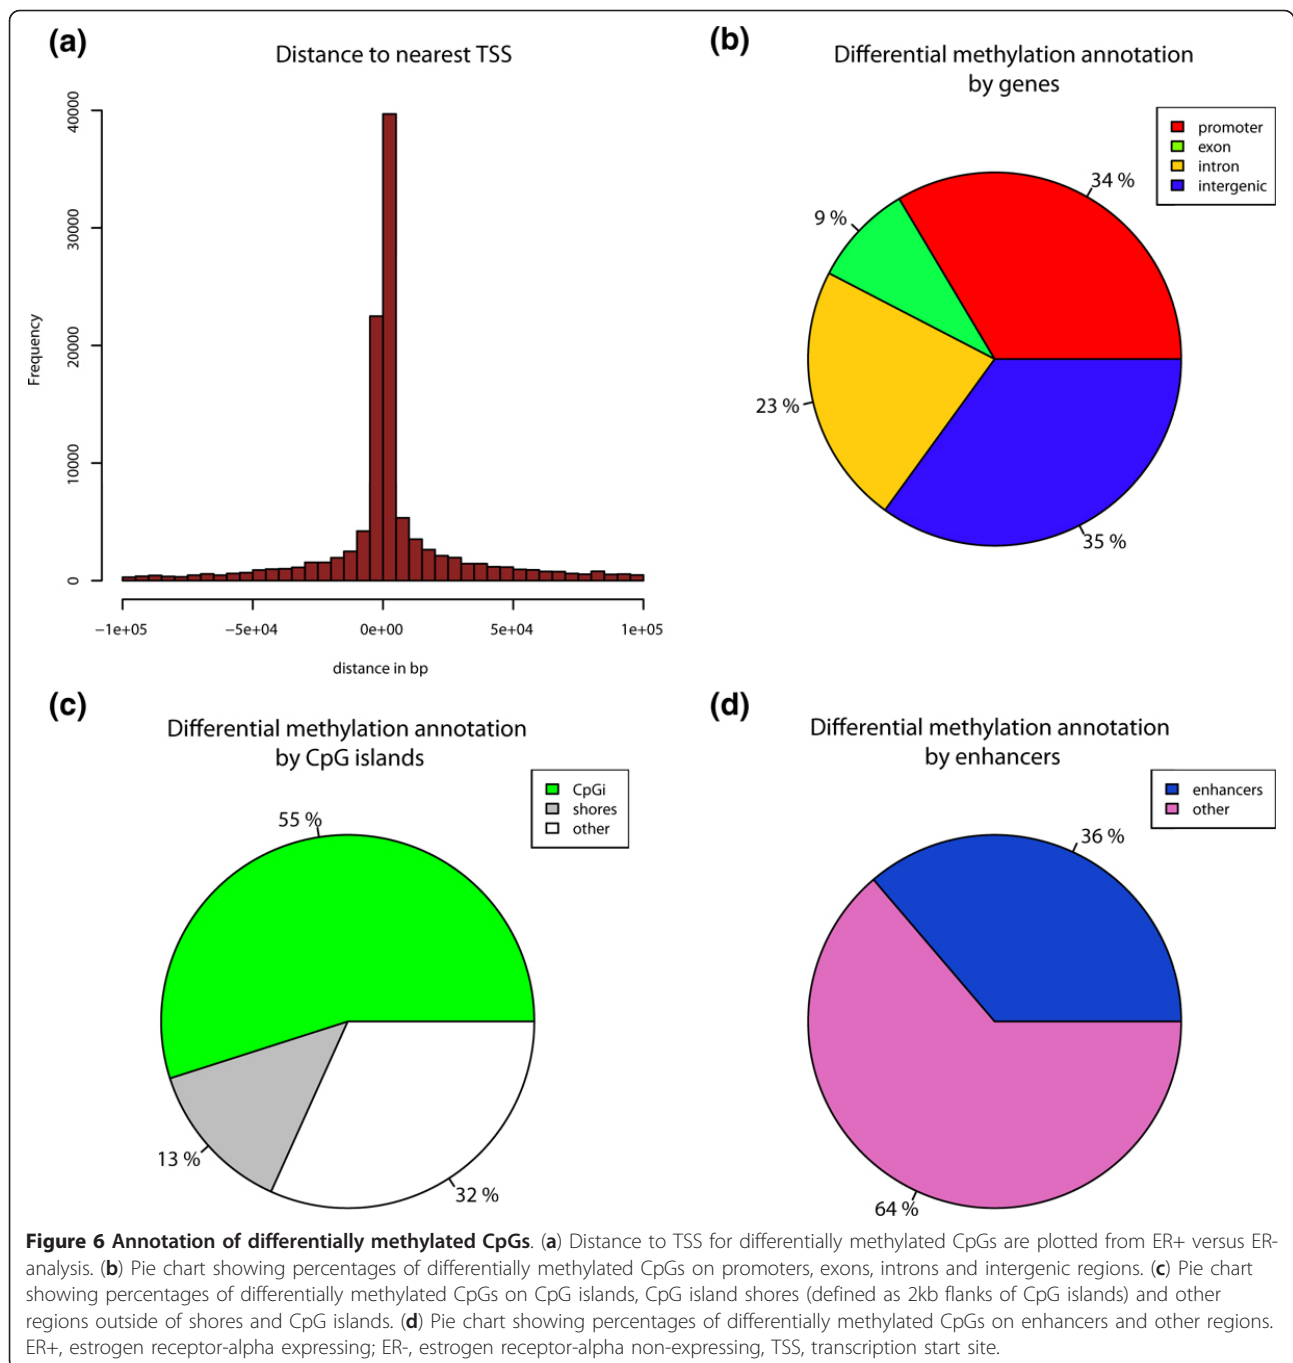 (a)
Distance to nearest TSS
40000
30000
20000
10000
0
Frequency
−1e+05 −5e+04 0e+00 5e+04 1e+05
distance in bp
(b)
Differential methylation annotation
by genes
promoter
exon
intron
intergenic
34 %
9 %
23 %
35 %
(c)
Differential methylation annotation
by CpG islands
CpGi
shores
other
55 %
13 %
32 %
(d)
Differential methylation annotation
by enhancers
enhancers
other
36 %
64 %
Figure 6 Annotation of differentially methylated CpGs. (a) Distance to TSS for differentially methylated CpGs are plotted from ER+ versus ER-
analysis. (b) Pie chart showing percentages of differentially methylated CpGs on promoters, exons, introns and intergenic regions. (c) Pie chart
showing percentages of differentially methylated CpGs on CpG islands, CpG island shores (defined as 2kb flanks of CpG islands) and other
regions outside of shores and CpG islands. (d) Pie chart showing percentages of differentially methylated CpGs on enhancers and other regions.
ER+, estrogen receptor-alpha expressing; ER-, estrogen receptor-alpha non-expressing, TSS, transcription start site.